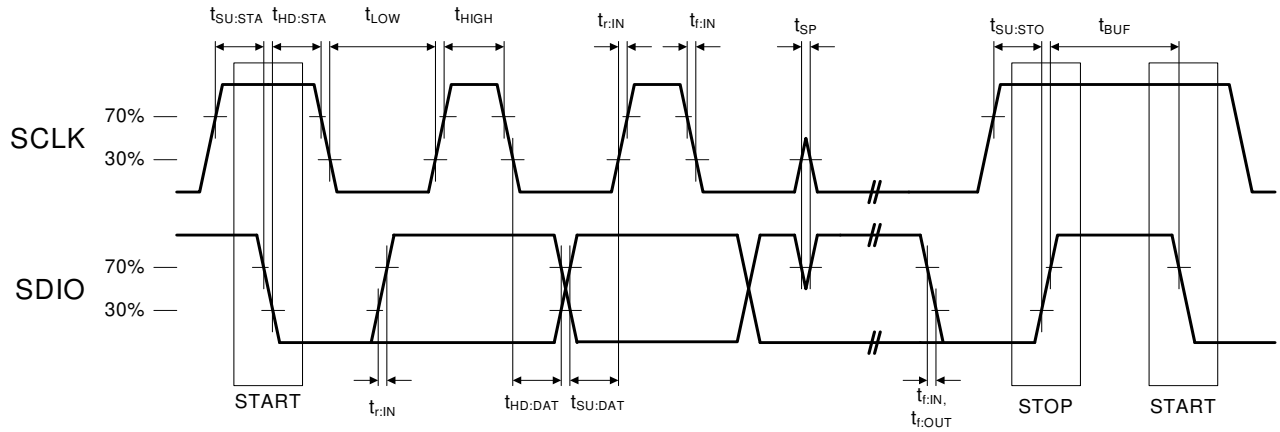 tSU:STA tHD:STA tLOW tHIGH tr:IN tf:IN tSP tSU:STO tBUF
SCLK
70%
30%
SDIO
70%
30%
START
tr:IN
tHD:DAT tSU:DAT
tf:IN,
tf:OUT
STOP
START